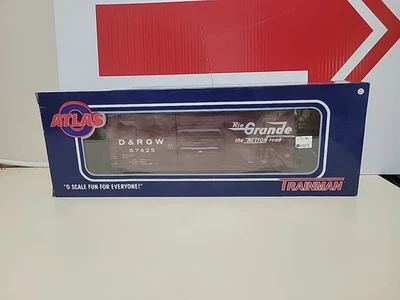 ATLAS
O
D & RGW
67425
Rio
Grande
the ACTION road
"O SCALE FUN FOR EVERYONE!"
TRAINMAN